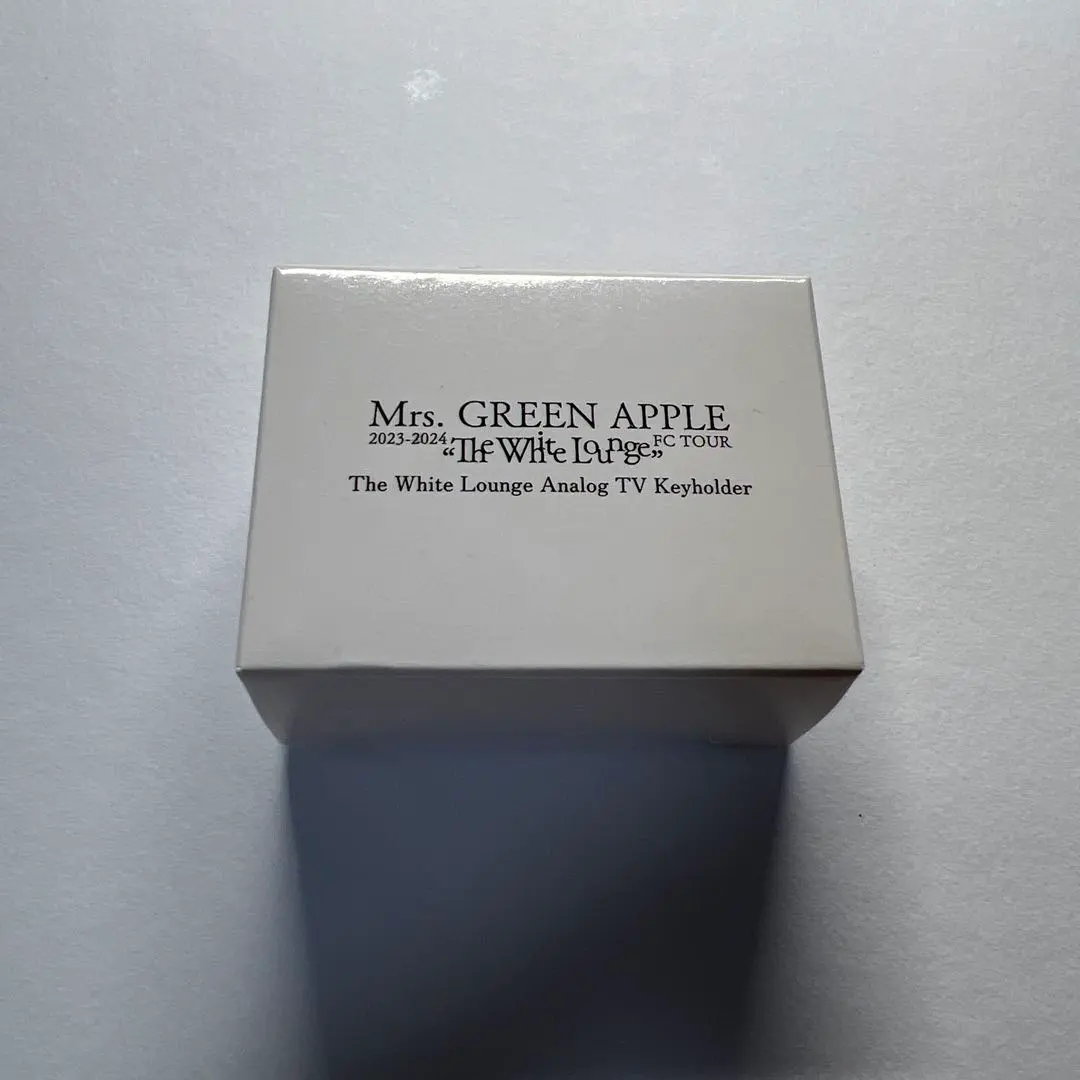 Mrs. GREEN APPLE
2023-2024 “The White Lounge” FC TOUR
The White Lounge Analog TV Keyholder